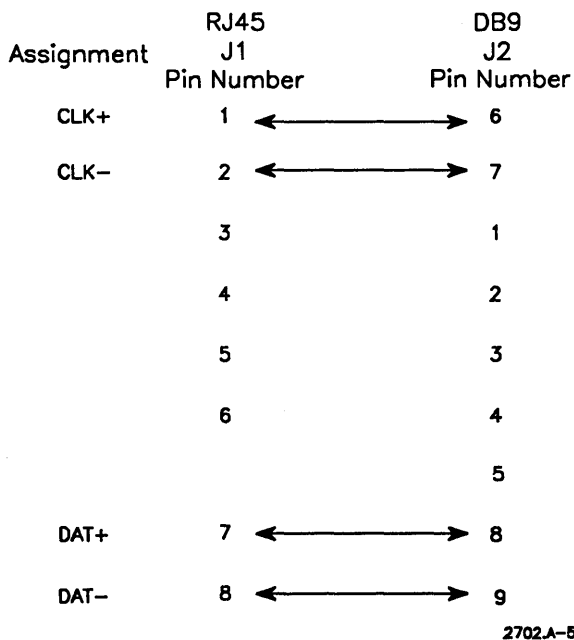 RJ45 DB9
Assignment J1 J2
Pin Number Pin Number
CLK+ 1 6
CLK− 2 7
3 1
4 2
5 3
6 4
5
DAT+ 7 8
DAT− 8 9
2702.A−5